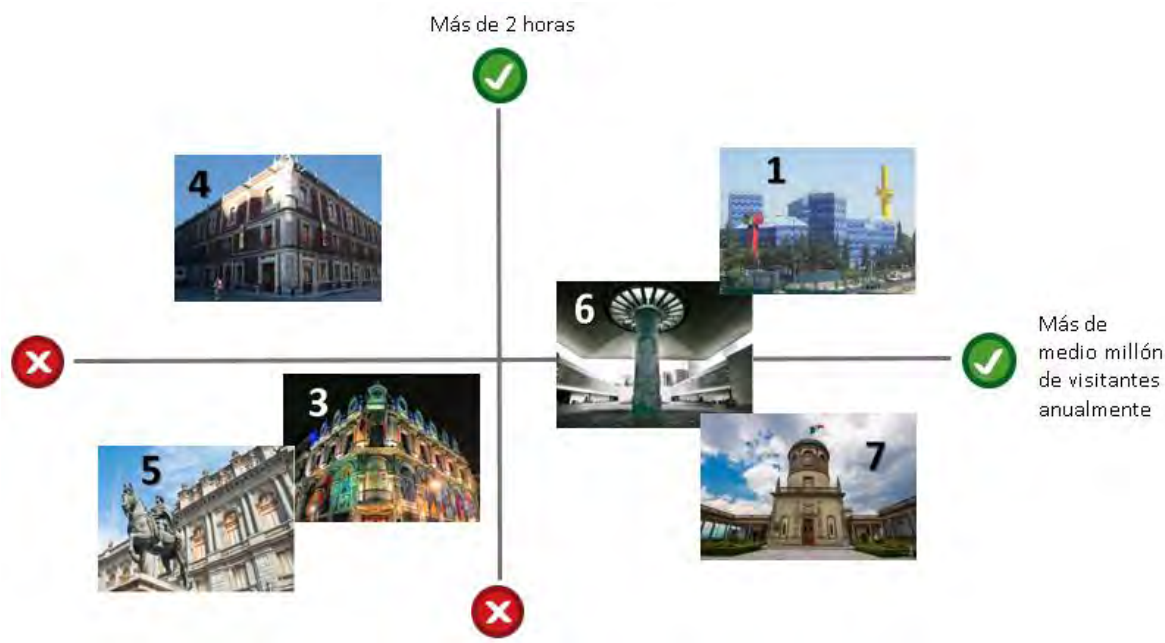 Más de 2 horas
4
1
6
Más de
medio millón
de visitantes
anualmente
3
5
7